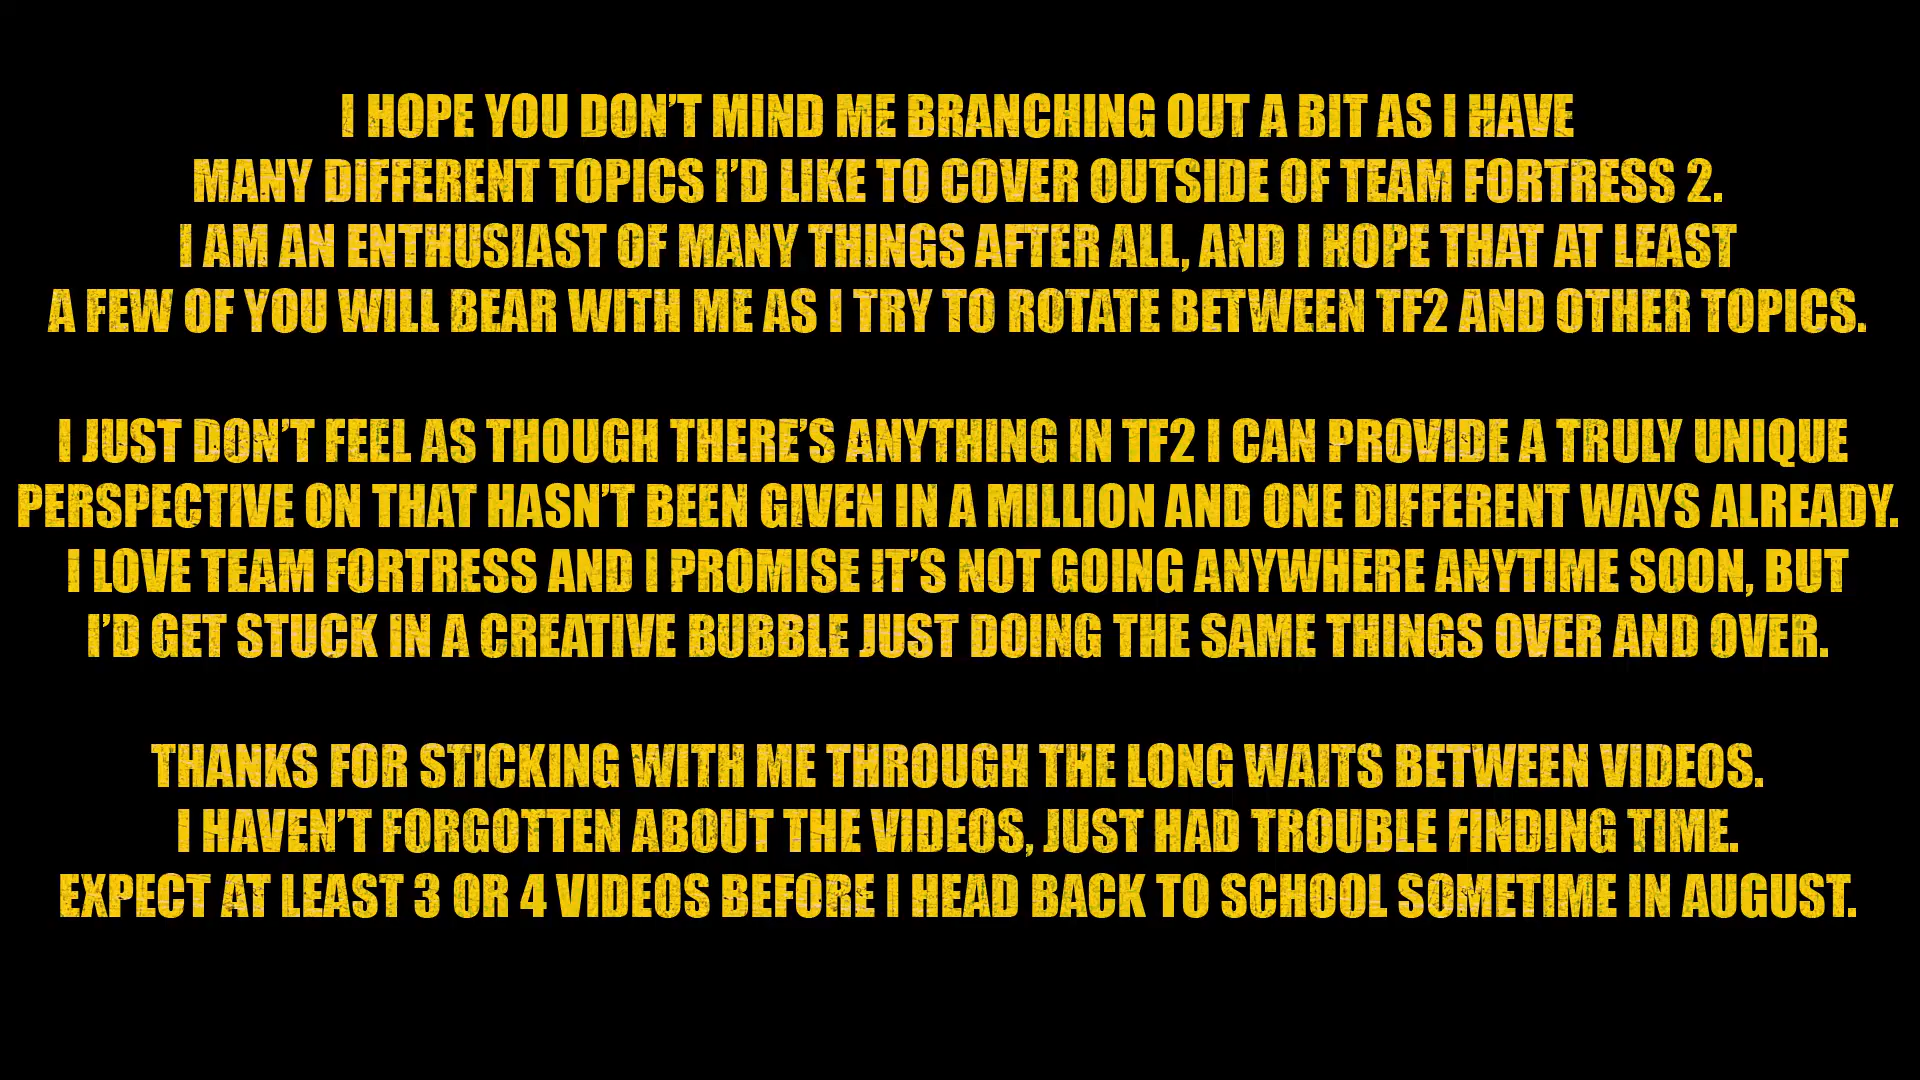 I HOPE YOU DON'T MIND ME BRANCHING OUT A BIT AS I HAVE
MANY DIFFERENT TOPICS I'D LIKE TO COVER OUTSIDE OF TEAM FORTRESS 2.
I AM AN ENTHUSIAST OF MANY THINGS AFTER ALL, AND I HOPE THAT AT LEAST
A FEW OF YOU WILL BEAR WITH ME AS I TRY TO ROTATE BETWEEN TF2 AND OTHER TOPICS.
I JUST DON'T FEEL AS THOUGH THERE'S ANYTHING IN TF2 I CAN PROVIDE A TRULY UNIQUE
PERSPECTIVE ON THAT HASN'T BEEN GIVEN IN A MILLION AND ONE DIFFERENT WAYS ALREADY.
I LOVE TEAM FORTRESS AND I PROMISE IT'S NOT GOING ANYWHERE ANYTIME SOON, BUT
I'D GET STUCK IN A CREATIVE BUBBLE JUST DOING THE SAME THINGS OVER AND OVER.
THANKS FOR STICKING WITH ME THROUGH THE LONG WAITS BETWEEN VIDEOS.
I HAVEN'T FORGOTTEN ABOUT THE VIDEOS, JUST HAD TROUBLE FINDING TIME.
EXPECT AT LEAST 3 OR 4 VIDEOS BEFORE I HEAD BACK TO SCHOOL SOMETIME IN AUGUST.